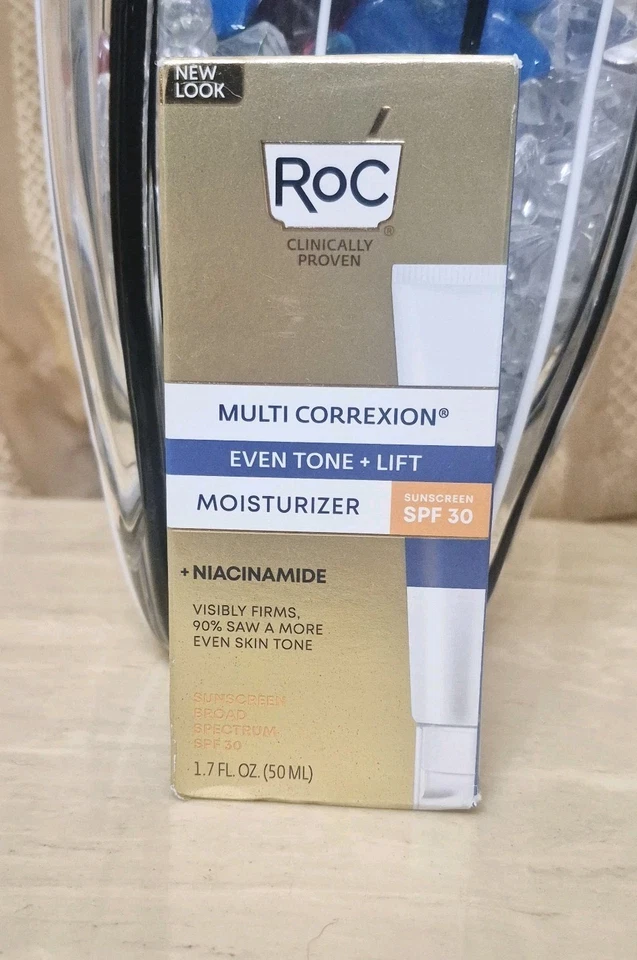 NEW
LOOK
RoC®
CLINICALLY
PROVEN
MULTI CORREXION®
EVEN TONE + LIFT
MOISTURIZER
SUNSCREEN
SPF 30
+ NIACINAMIDE
VISIBLY FIRMS,
90% SAW A MORE
EVEN SKIN TONE
SUNSCREEN
BROAD
SPECTRUM
SPF 30
1.7 FL. OZ. (50 ML)